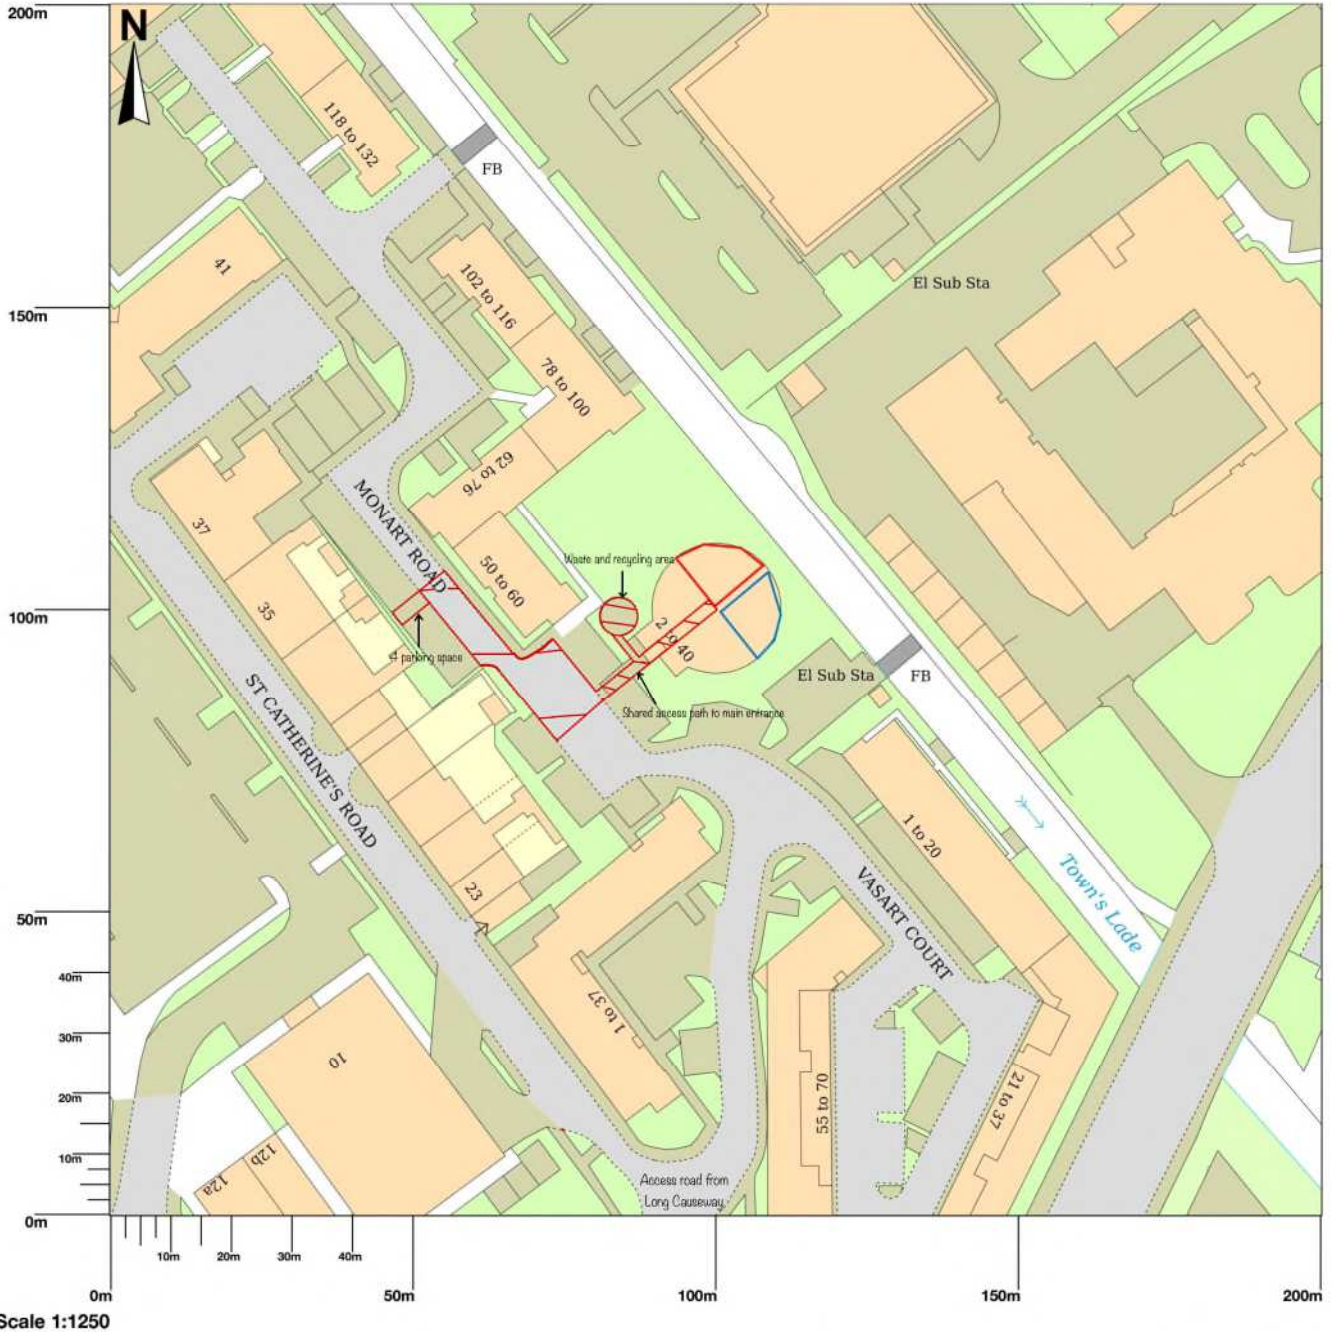 200m
N
118 to 132
FB
41
El Sub Sta
102 to 116
150m
78 to 100
62 to 76
MONART ROAD
37
Waste and recycling area
50 to 60
35
100m
2 to 40
4 parking space
El Sub Sta
FB
Shared access path to main entrance
ST CATHERINE'S ROAD
1 to 20
23
VASART COURT
Town's Lade
50m
40m
1 to 37
30m
10
55 to 70
21 to 37
20m
10m
12b
12a
Access road from
Long Causeway
0m
10m
20m
30m
40m
0m
50m
100m
150m
200m
Scale 1:1250